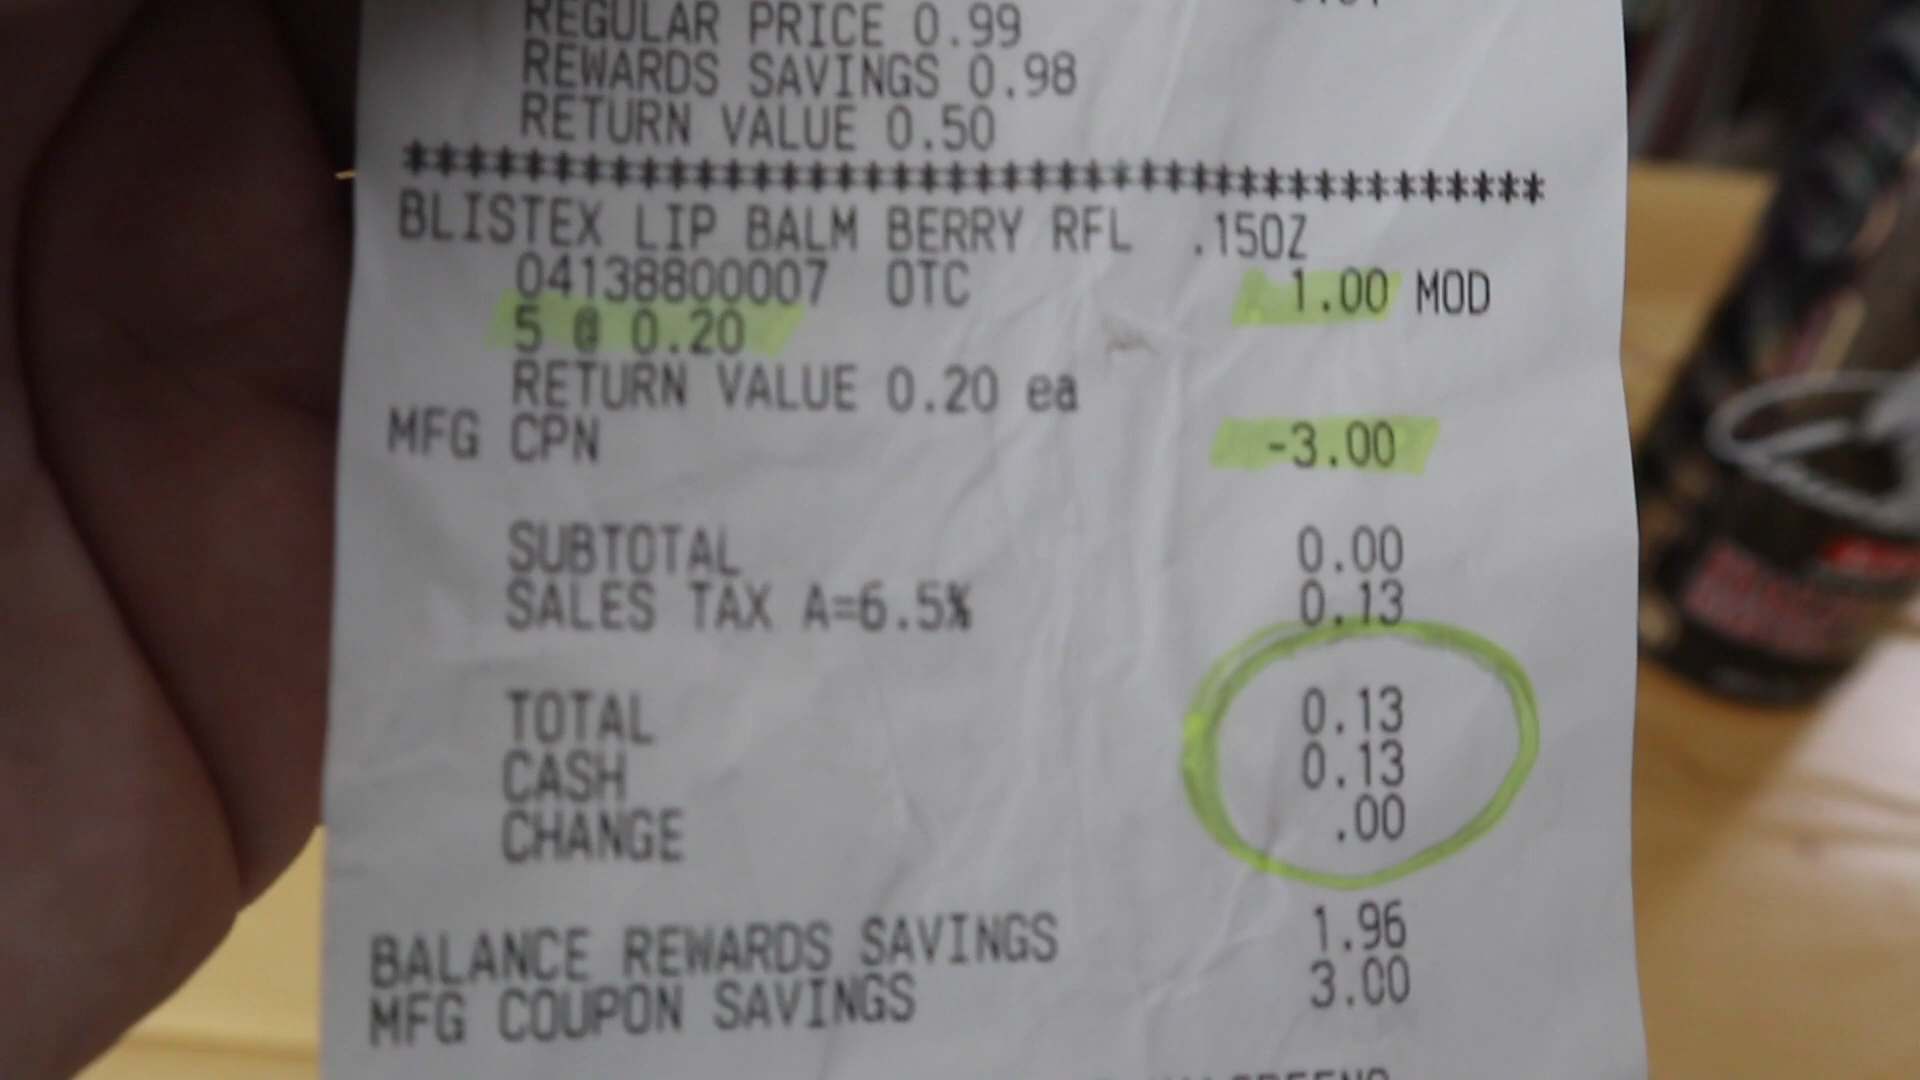 REGULAR PRICE 0.99
REWARDS SAVINGS 0.98
RETURN VALUE 0.50
*****************************************
BLISTEX LIP BALM BERRY RFL .15OZ
04138800007 OTC 1.00 MOD
5 @ 0.20
RETURN VALUE 0.20 ea
MFG CPN -3.00
SUBTOTAL 0.00
SALES TAX A=6.5% 0.13
TOTAL 0.13
CASH 0.13
CHANGE .00
BALANCE REWARDS SAVINGS 1.96
MFG COUPON SAVINGS 3.00